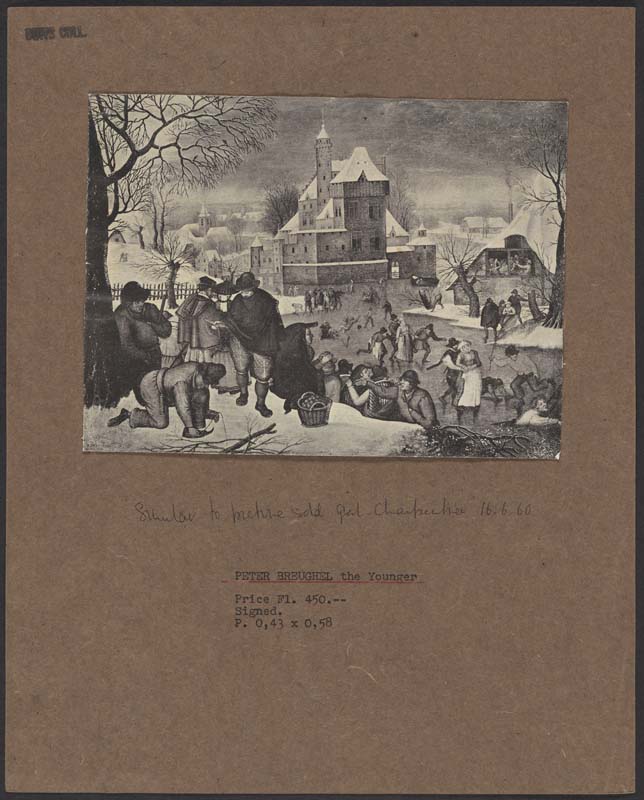 DUITS COLL.
Similar to picture sold Gal. Charpentier 16.6.60
PETER BREUGHEL the Younger
Price Fl. 450.--
Signed.
P. 0,43 x 0,58